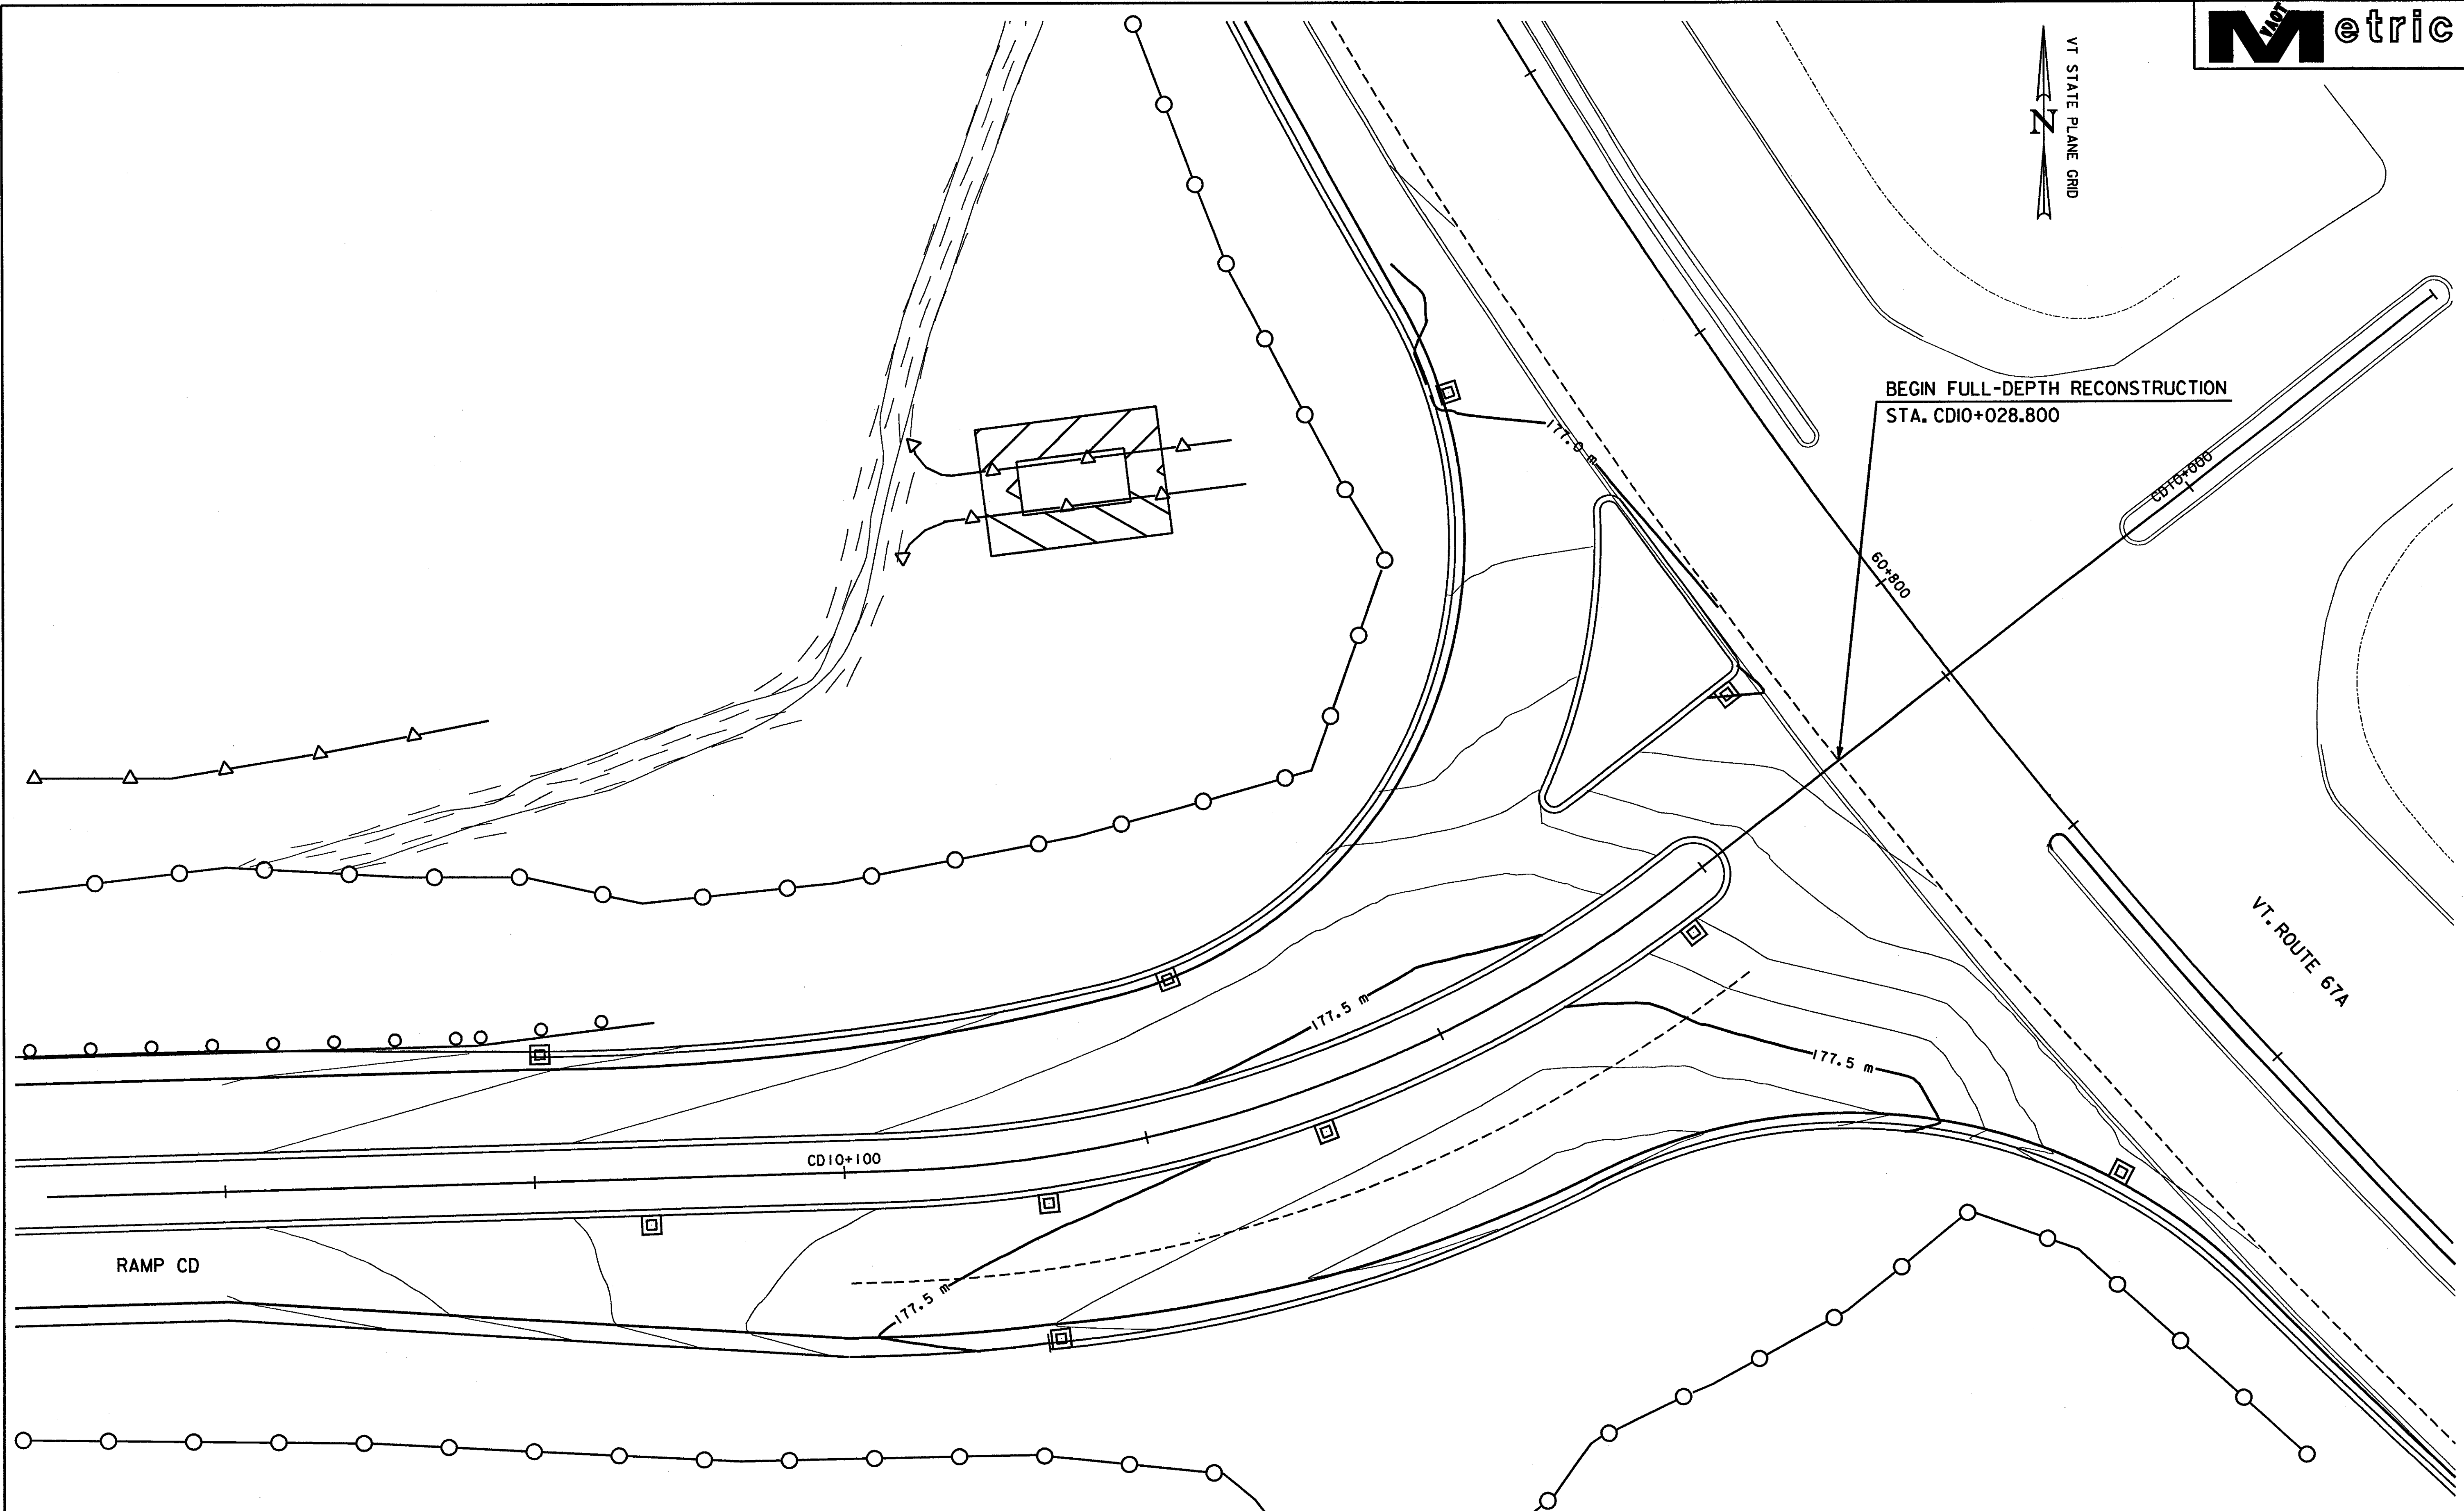 VAOT
Metric
VT STATE PLANE GRID
N
BEGIN FULL-DEPTH RECONSTRUCTION
STA. CD10+028.800
177.0 m
CD10+000
60+800
VT. ROUTE 67A
177.5 m
177.5 m
CD10+100
RAMP CD
177.5 m